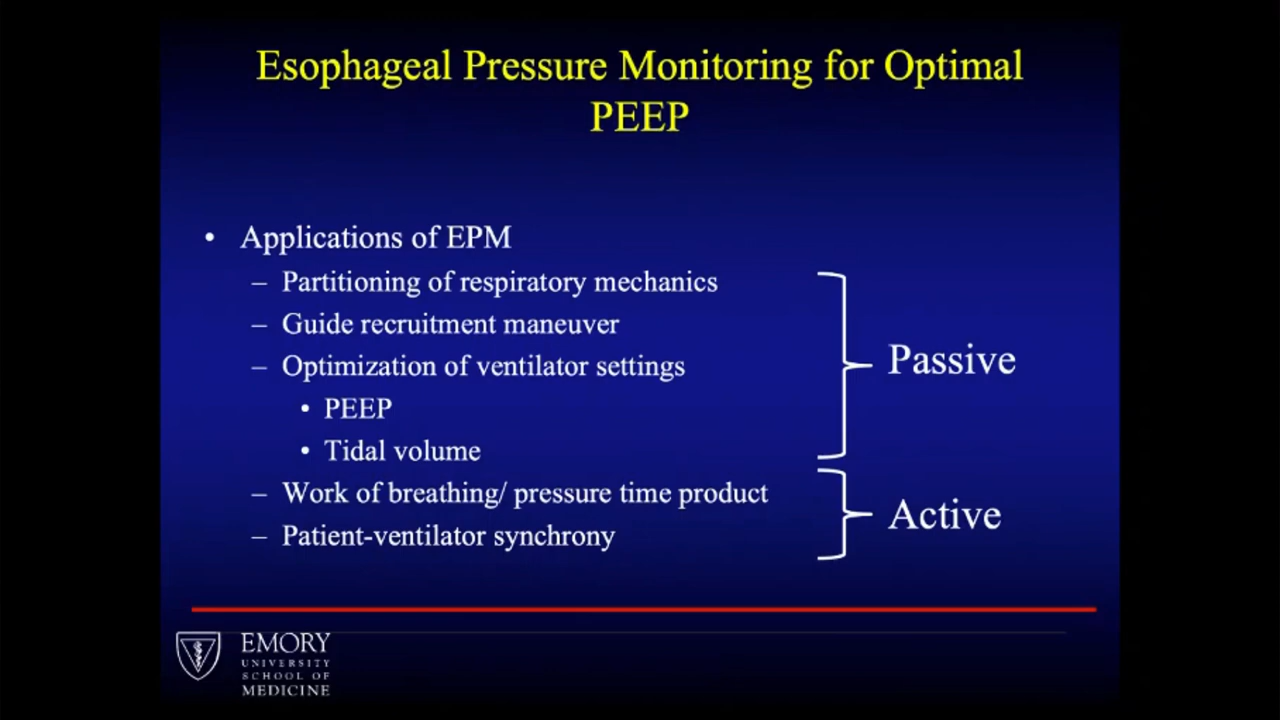 Esophageal Pressure Monitoring for Optimal
PEEP
• Applications of EPM
– Partitioning of respiratory mechanics
– Guide recruitment maneuver
– Optimization of ventilator settings
• PEEP
• Tidal volume
Passive
– Work of breathing/ pressure time product
– Patient-ventilator synchrony
Active
EMORY
UNIVERSITY
SCHOOL OF
MEDICINE